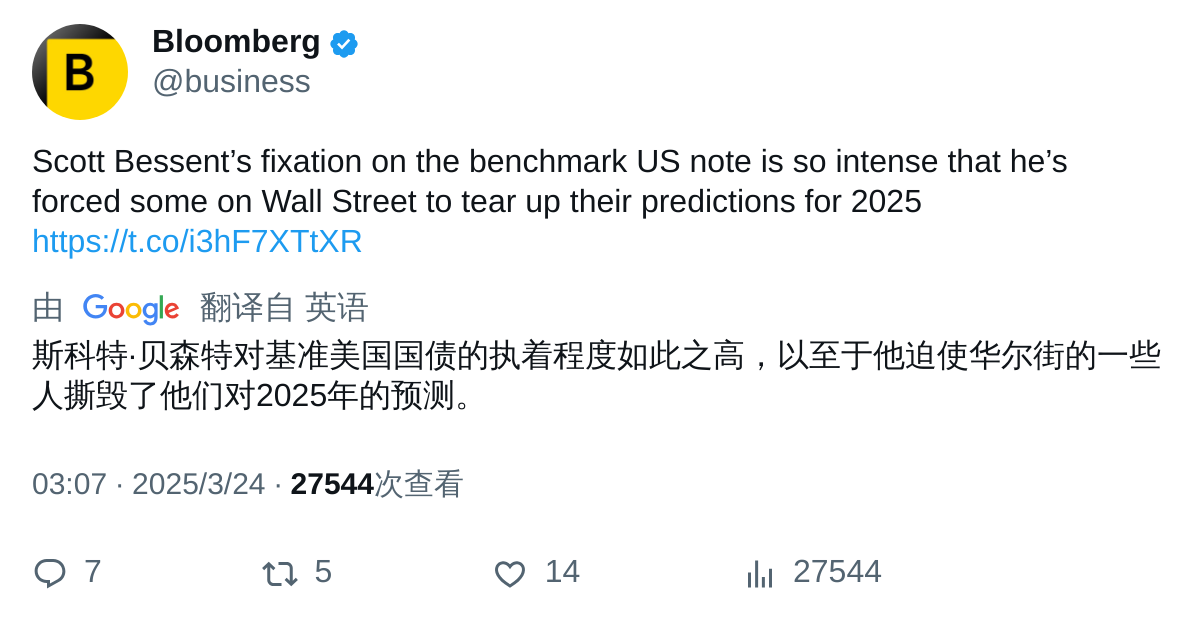 B
Bloomberg
@business
Scott Bessent’s fixation on the benchmark US note is so intense that he’s
forced some on Wall Street to tear up their predictions for 2025
https://t.co/i3hF7XTtXR
由 Google 翻译自 英语
斯科特·贝森特对基准美国国债的执着程度如此之高，以至于他迫使华尔街的一些
人撕毁了他们对2025年的预测。
03:07 · 2025/3/24 · 27544次查看
7 5 14 27544